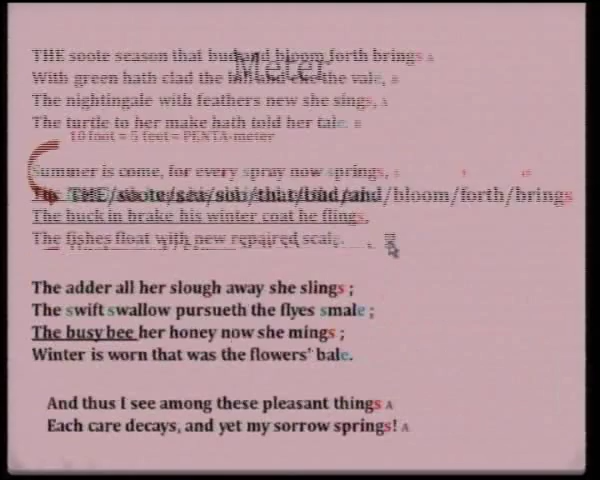 Meter
THE soote season that bud and bloom forth brings A
With green hath clad the hill and eke the vale, B
The nightingale with feathers new she sings, A
The turtle to her make hath told her tale. B
10 foot = 5 feet= PENTA-meter
Summer is come, for every spray now springs,
THE/soote/sea/son/that/bud/and/bloom/forth/brings
The buck in brake his winter coat he flings,
The fishes float with new repaired scale.
The adder all her slough away she slings ;
The swift swallow pursueth the flyes smale ;
The busy bee her honey now she mings ;
Winter is worn that was the flowers' bale.
And thus I see among these pleasant things A
Each care decays, and yet my sorrow springs! A